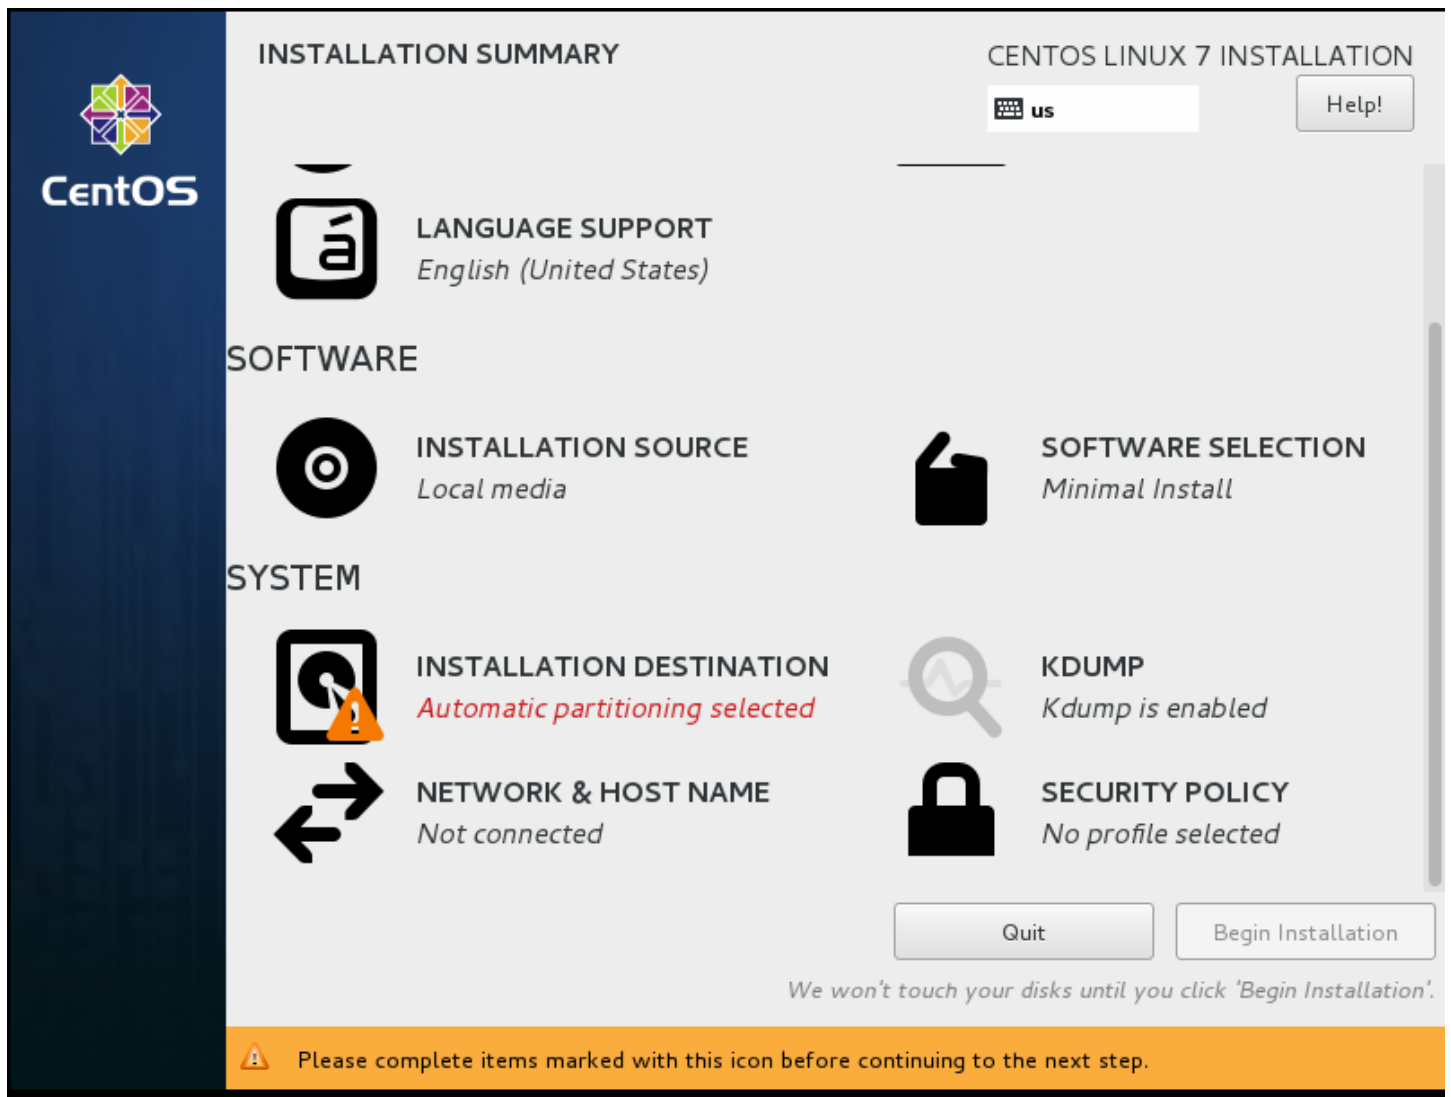 INSTALLATION SUMMARY
CENTOS LINUX 7 INSTALLATION
us
Help!
CentOS
á
LANGUAGE SUPPORT
English (United States)
SOFTWARE
INSTALLATION SOURCE
Local media
SOFTWARE SELECTION
Minimal Install
SYSTEM
INSTALLATION DESTINATION
Automatic partitioning selected
KDUMP
Kdump is enabled
NETWORK & HOST NAME
Not connected
SECURITY POLICY
No profile selected
Quit
Begin Installation
We won't touch your disks until you click 'Begin Installation'.
Please complete items marked with this icon before continuing to the next step.